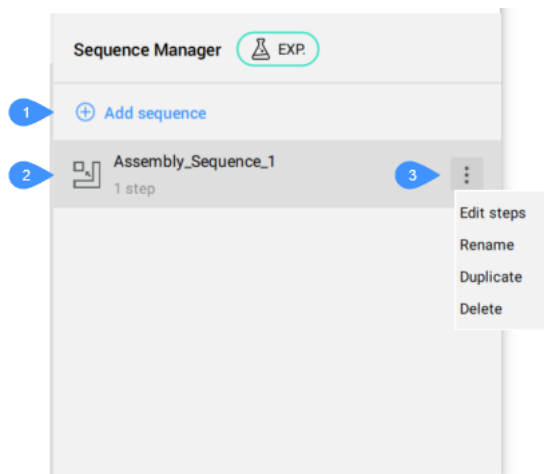 Sequence Manager EXP.
1 Add sequence
2 Assembly_Sequence_1 3
1 step
Edit steps
Rename
Duplicate
Delete